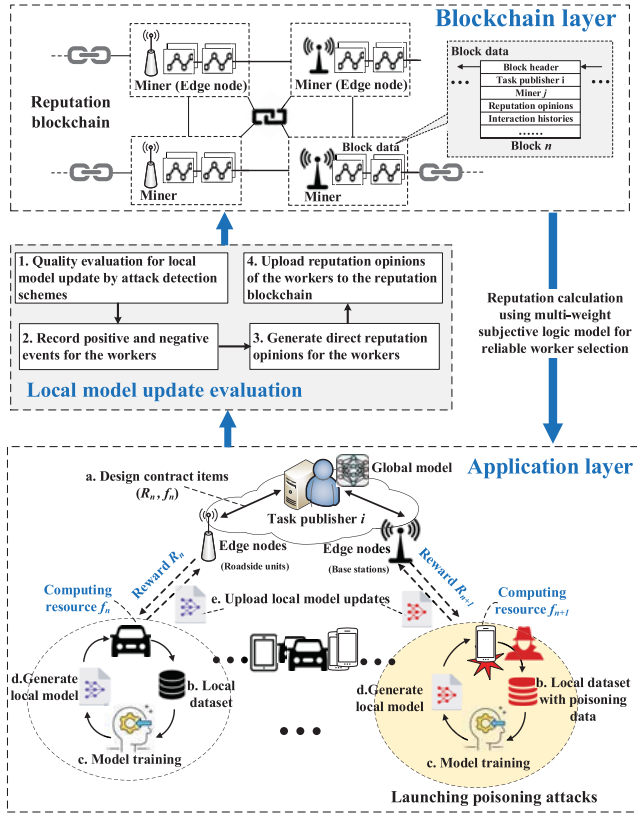 Blockchain layer
Block data
Block header
Task publisher i
Miner j
Reputation opinions
Interaction histories
......
Block n
Miner (Edge node)
Miner (Edge node)
Reputation
blockchain
Block data
Miner
Miner
1. Quality evaluation for local
model update by attack detection
schemes
4. Upload reputation opinions
of the workers to the reputation
blockchain
2. Record positive and negative
events for the workers
3. Generate direct reputation
opinions for the workers
Local model update evaluation
Reputation calculation
using multi-weight
subjective logic model for
reliable worker selection
Application layer
Global model
a. Design contract items
(Rn, fn)
Task publisher i
Edge nodes
(Roadside units)
Edge nodes
(Base stations)
Reward Rn
Reward Rn+1
Computing
resource fn
Computing
resource fn+1
e. Upload local model updates
d.Generate
local model
b. Local
dataset
c. Model training
d.Generate
local model
b. Local dataset
with poisoning
data
c. Model training
Launching poisoning attacks